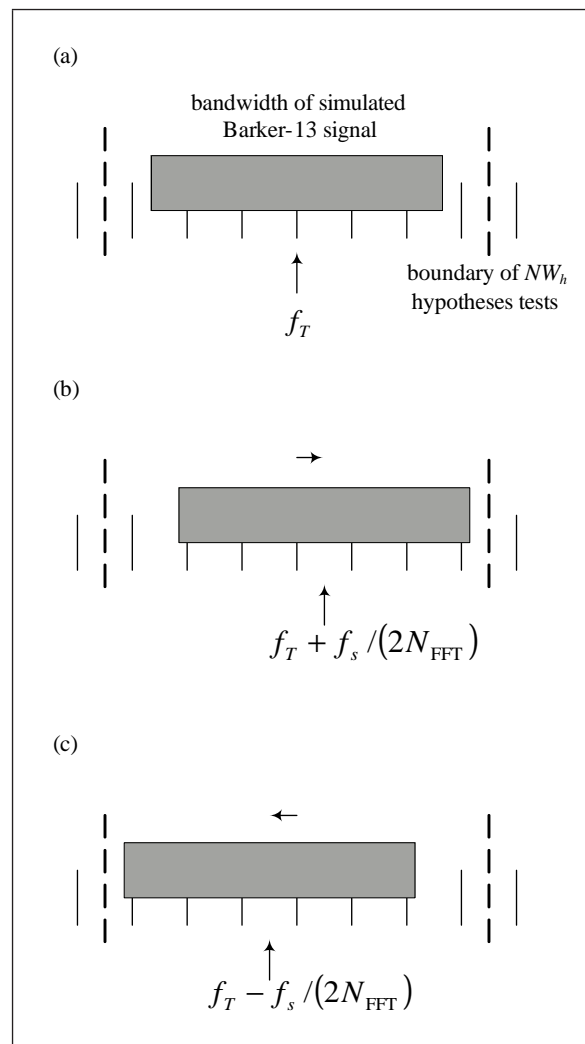 (a)
bandwidth of simulated
Barker-13 signal
boundary of NW_h
hypotheses tests
f_T
(b)
f_T + f_s /(2N_FFT)
(c)
f_T − f_s /(2N_FFT)